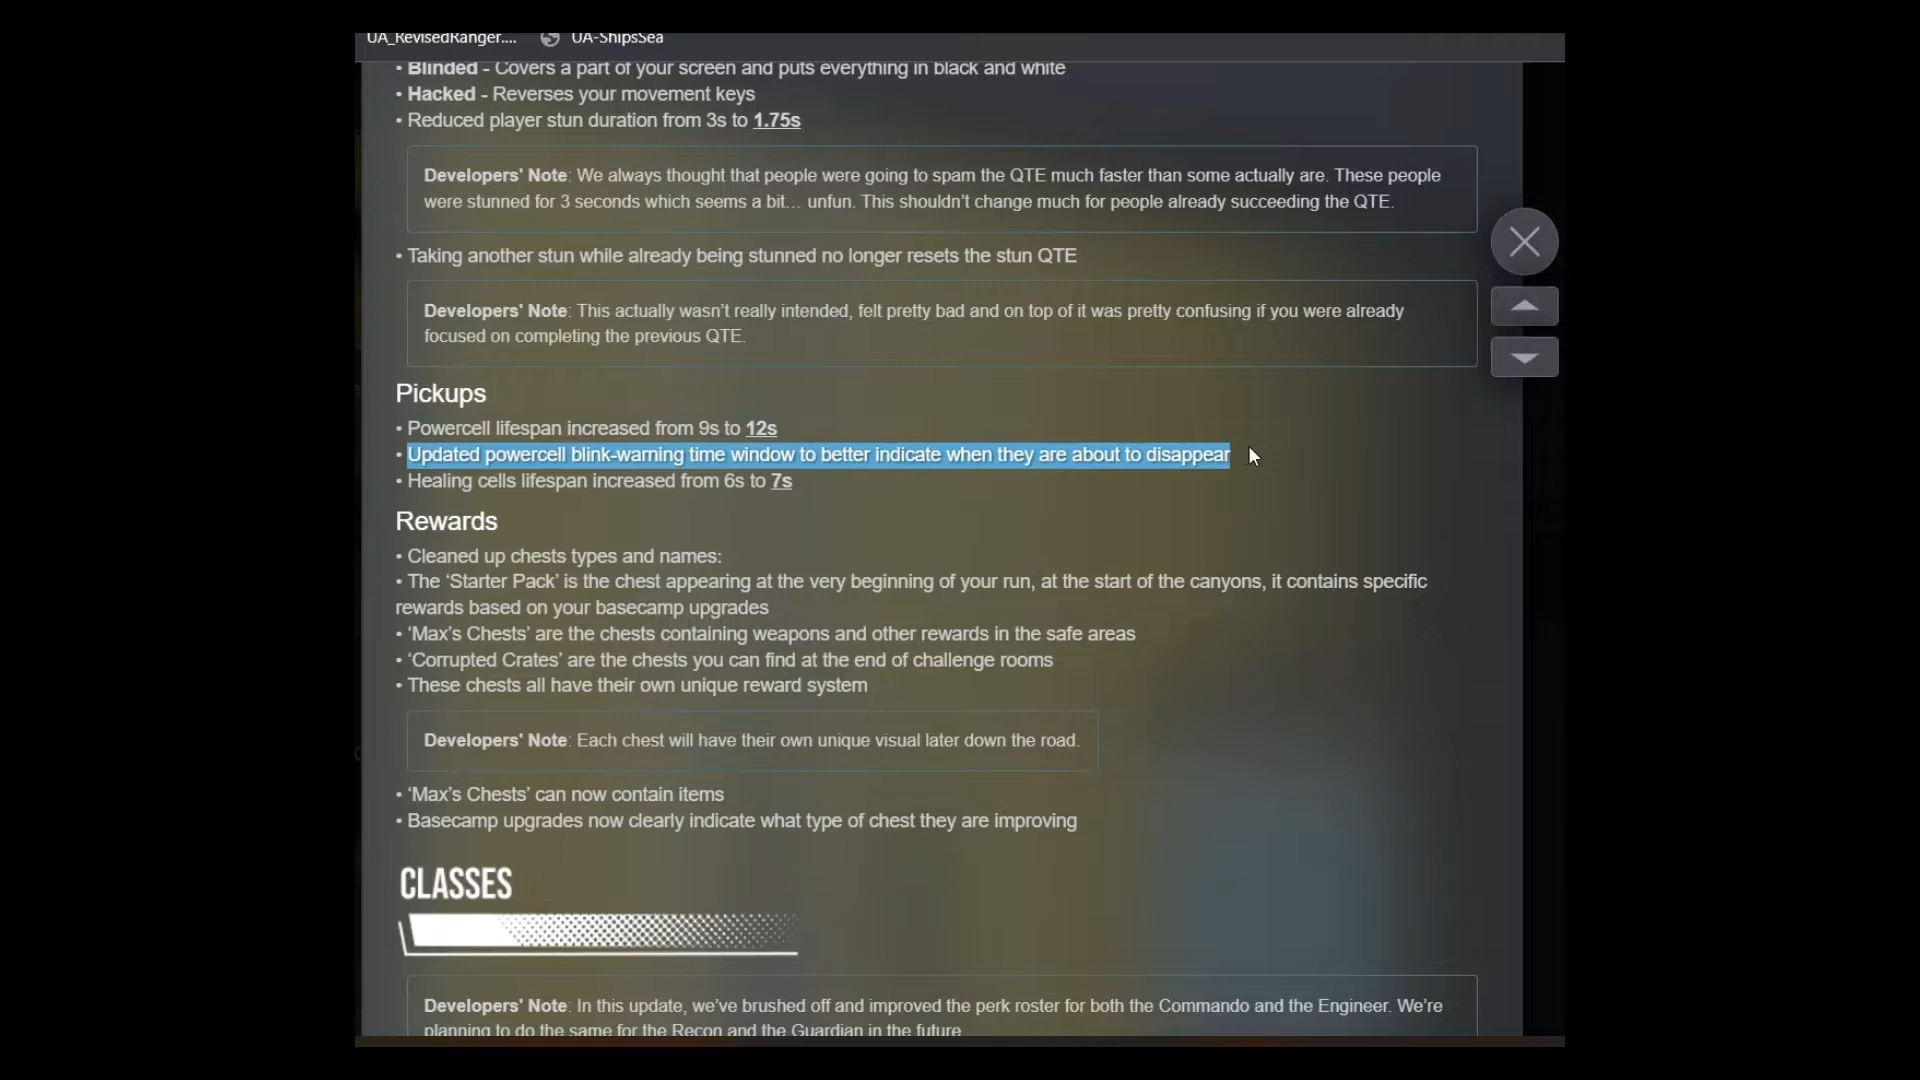 UA_RevisedRanger.... UA-ShipsSea
• Blinded - Covers a part of your screen and puts everything in black and white
• Hacked - Reverses your movement keys
• Reduced player stun duration from 3s to 1.75s
Developers' Note: We always thought that people were going to spam the QTE much faster than some actually are. These people
were stunned for 3 seconds which seems a bit… unfun. This shouldn’t change much for people already succeeding the QTE.
• Taking another stun while already being stunned no longer resets the stun QTE
Developers' Note: This actually wasn’t really intended, felt pretty bad and on top of it was pretty confusing if you were already
focused on completing the previous QTE.
Pickups
• Powercell lifespan increased from 9s to 12s
• Updated powercell blink-warning time window to better indicate when they are about to disappear
• Healing cells lifespan increased from 6s to 7s
Rewards
• Cleaned up chests types and names:
• The ‘Starter Pack’ is the chest appearing at the very beginning of your run, at the start of the canyons, it contains specific
rewards based on your basecamp upgrades
• ‘Max’s Chests’ are the chests containing weapons and other rewards in the safe areas
• ‘Corrupted Crates’ are the chests you can find at the end of challenge rooms
• These chests all have their own unique reward system
Developers' Note: Each chest will have their own unique visual later down the road.
• ‘Max’s Chests’ can now contain items
• Basecamp upgrades now clearly indicate what type of chest they are improving
CLASSES
Developers' Note: In this update, we’ve brushed off and improved the perk roster for both the Commando and the Engineer. We’re
planning to do the same for the Recon and the Guardian in the future